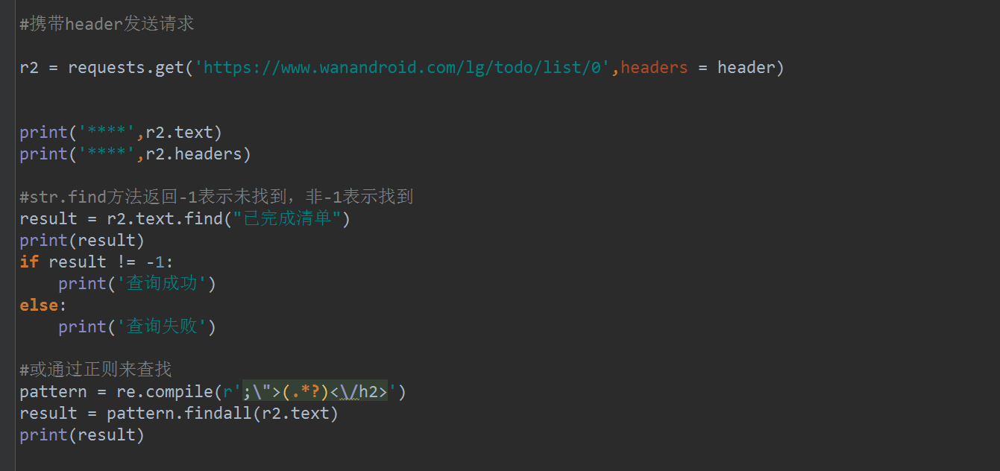 #携带header发送请求
r2 = requests.get('https://www.wanandroid.com/lg/todo/list/0',headers = header)
print('****',r2.text)
print('****',r2.headers)
#str.find方法返回-1表示未找到，非-1表示找到
result = r2.text.find("已完成清单")
print(result)
if result != -1:
    print('查询成功')
else:
    print('查询失败')
#或通过正则来查找
pattern = re.compile(r';\">(.*?)<\/h2>')
result = pattern.findall(r2.text)
print(result)